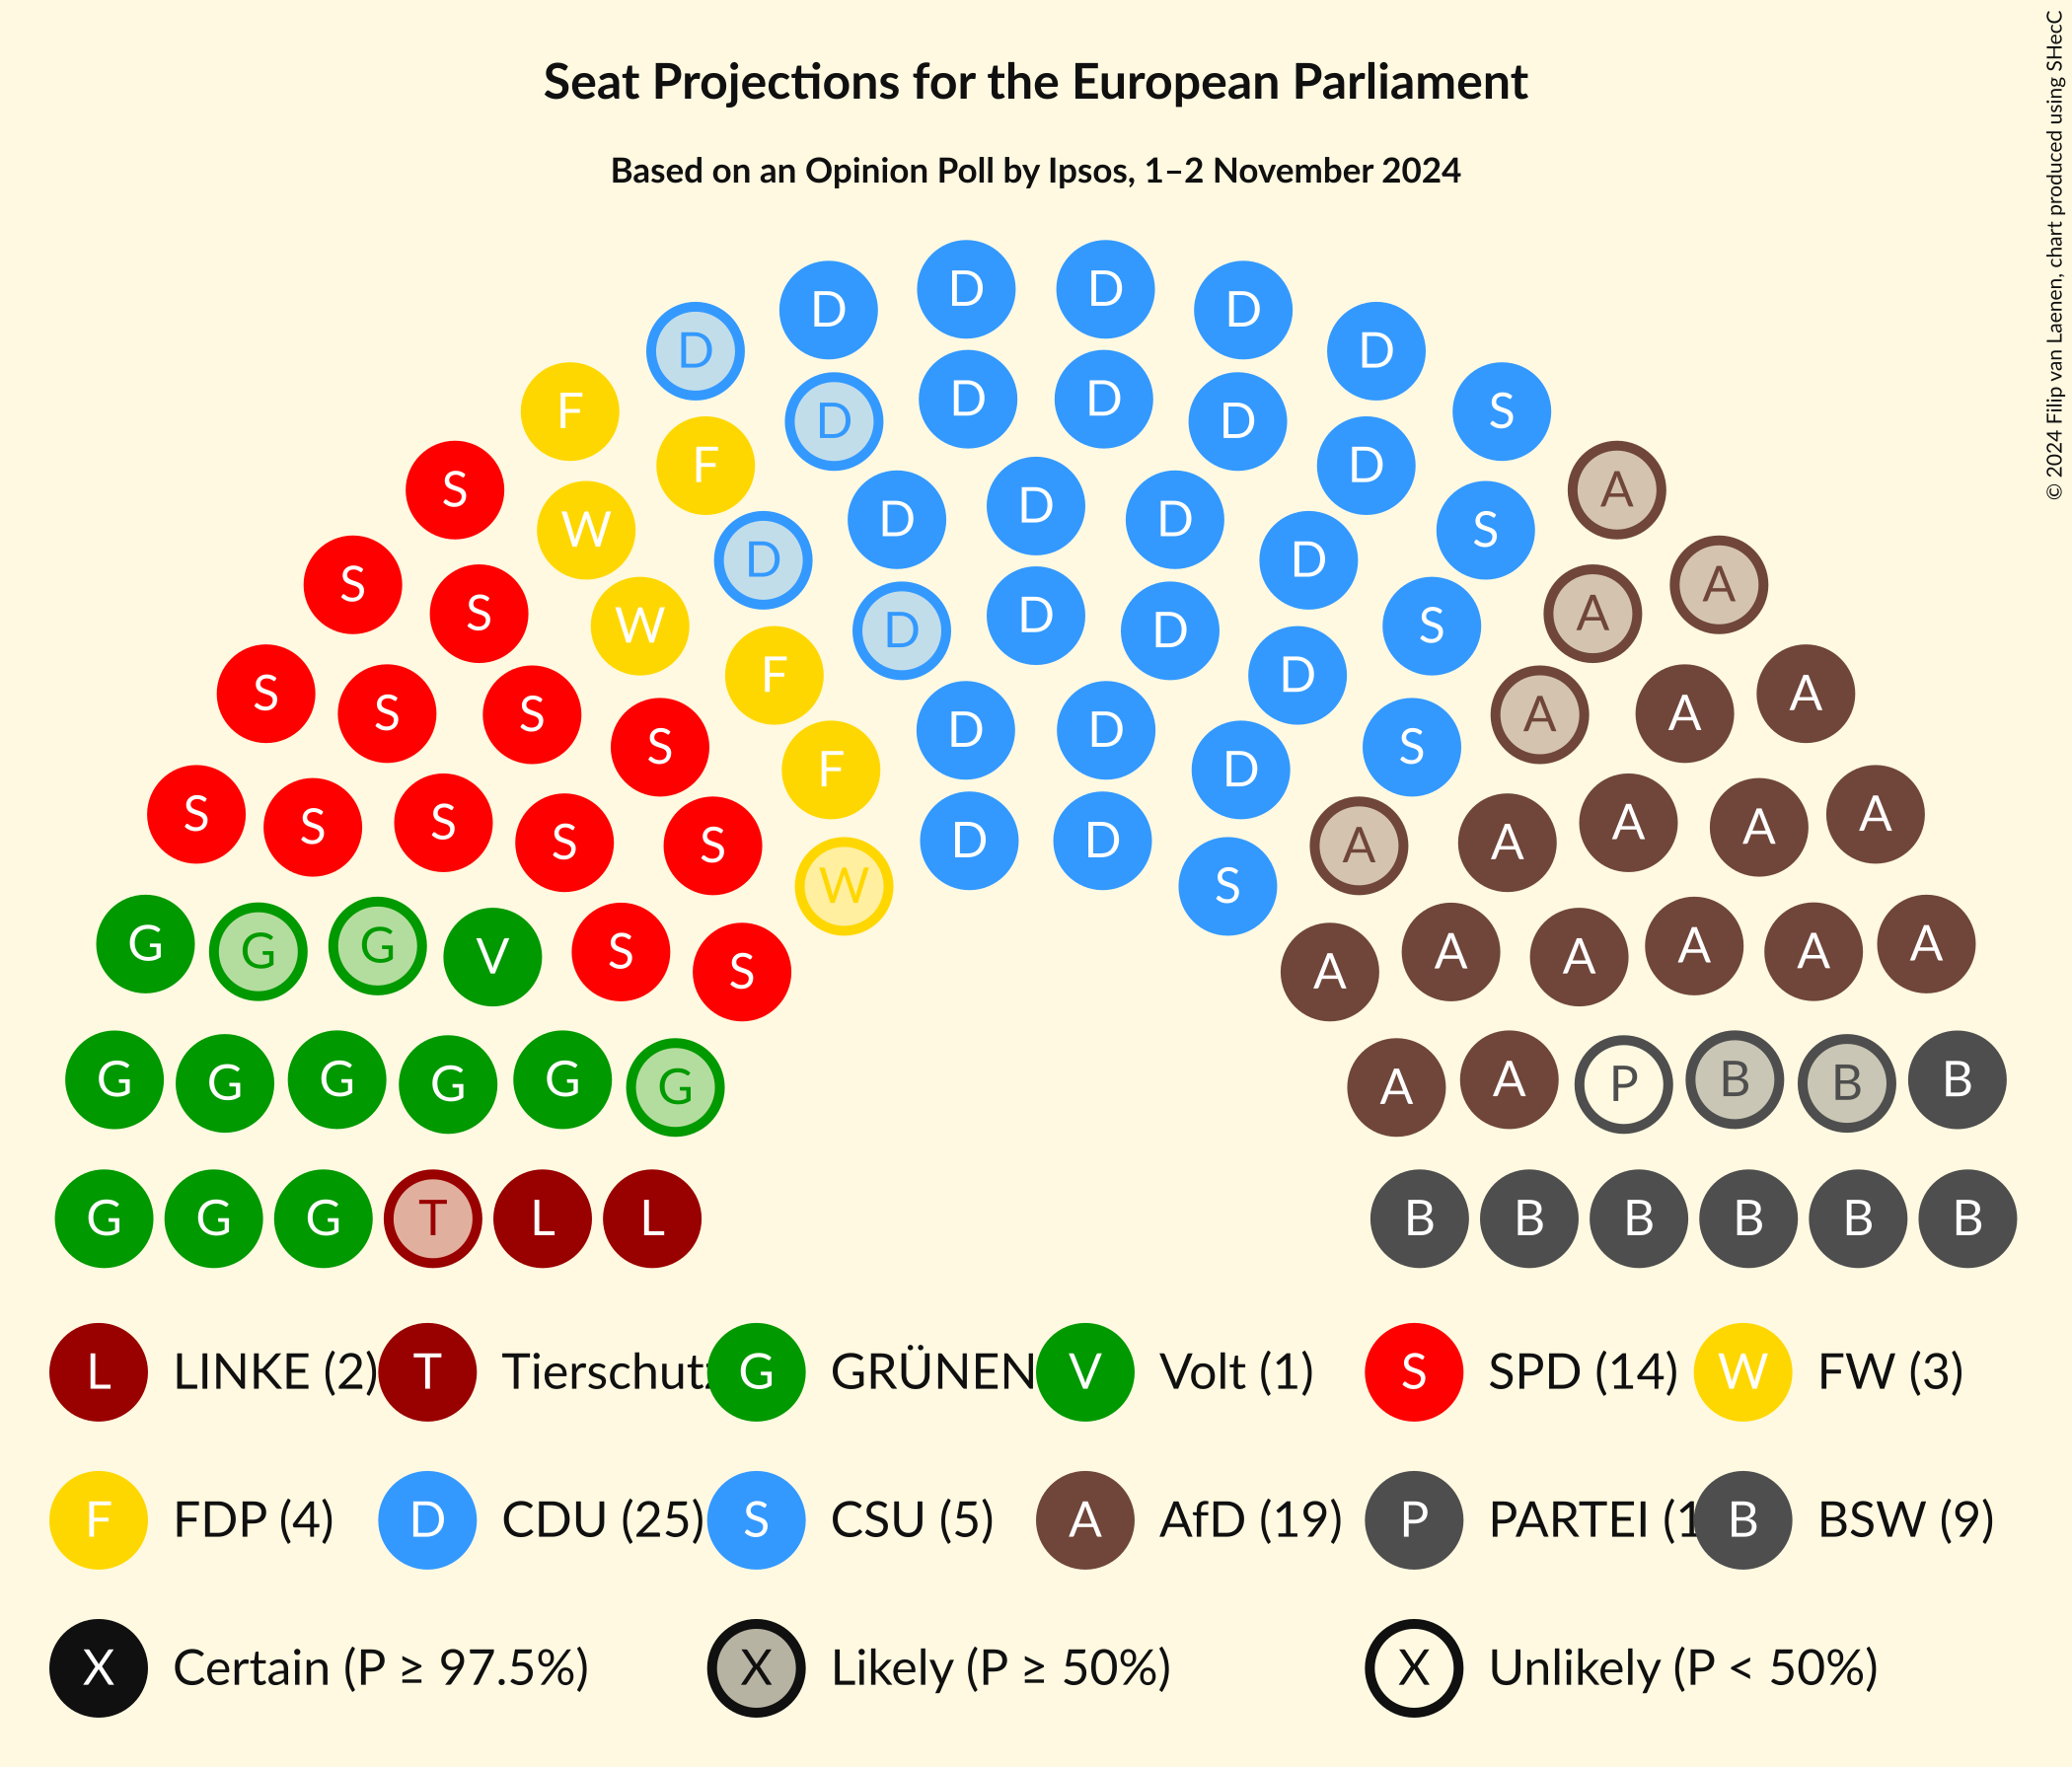 Seat Projections for the European Parliament
Based on an Opinion Poll by Ipsos, 1–2 November 2024
© 2024 Filip van Laenen, chart produced using SHecC
D D
D D
D D
D D
F S
D D
F D
S A
D
D D
W S
D D
S A
S D A
W S
D D
F D
S A
S S A A
D D
S S
F D
S A
S S A A
S S D D A A
W S
G G G V S A A A A A
S A
G G G G G G A A P B B B
G G G T L L B B B B B B
L LINKE (2) T Tierschut G GRÜNEN V Volt (1) S SPD (14) W FW (3)
F FDP (4) D CDU (25) S CSU (5) A AfD (19) P PARTEI (1 B BSW (9)
X Certain (P ≥ 97.5%) X Likely (P ≥ 50%) X Unlikely (P < 50%)